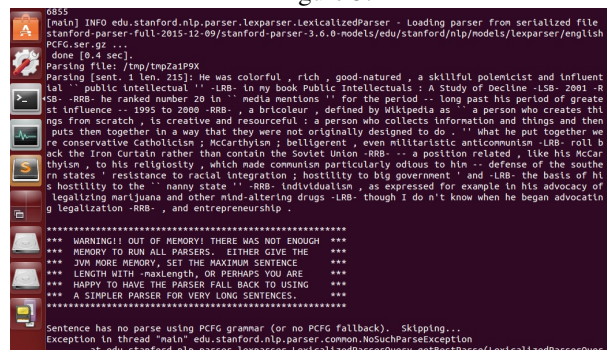 6855
[main] INFO edu.stanford.nlp.parser.lexparser.LexicalizedParser - Loading parser from serialized file
stanford-parser-full-2015-12-09/stanford-parser-3.6.0-models/edu/stanford/nlp/models/lexparser/english
PCFG.ser.gz ...
done [0.4 sec].
Parsing file: /tmp/tmpZa1P9X
Parsing [sent. 1 len. 215]: He was colorful , rich , good-natured , a skillful polemicist and influent
ial `` public intellectual '' -LRB- in my book Public Intellectuals : A Study of Decline -LSB- 2001 -R
SB- -RRB- he ranked number 20 in `` media mentions '' for the period -- long past his period of greate
st influence -- 1995 to 2000 -RRB- , a bricoleur , defined by Wikipedia as `` a person who creates thi
ngs from scratch , is creative and resourceful : a person who collects information and things and then
puts them together in a way that they were not originally designed to do . '' What he put together we
re conservative Catholicism ; McCarthyism ; belligerent , even militaristic anticommunism -LRB- roll b
ack the Iron Curtain rather than contain the Soviet Union -RRB- -- a position related , like his McCar
thyism , to his religiosity , which made communism particularly odious to him -- defense of the southe
rn states ' resistance to racial integration ; hostility to big government ' and -LRB- the basis of hi
s hostility to the `` nanny state '' -RRB- individualism , as expressed for example in his advocacy of
legalizing marijuana and other mind-altering drugs -LRB- though I do n't know when he began advocatin
g legalization -RRB- , and entrepreneurship .
*******************************************************
*** WARNING!! OUT OF MEMORY! THERE WAS NOT ENOUGH ***
*** MEMORY TO RUN ALL PARSERS. EITHER GIVE THE ***
*** JVM MORE MEMORY, SET THE MAXIMUM SENTENCE ***
*** LENGTH WITH -maxLength, OR PERHAPS YOU ARE ***
*** HAPPY TO HAVE THE PARSER FALL BACK TO USING ***
*** A SIMPLER PARSER FOR VERY LONG SENTENCES. ***
*******************************************************
Sentence has no parse using PCFG grammar (or no PCFG fallback). Skipping...
Exception in thread "main" edu.stanford.nlp.parser.common.NoSuchParseException